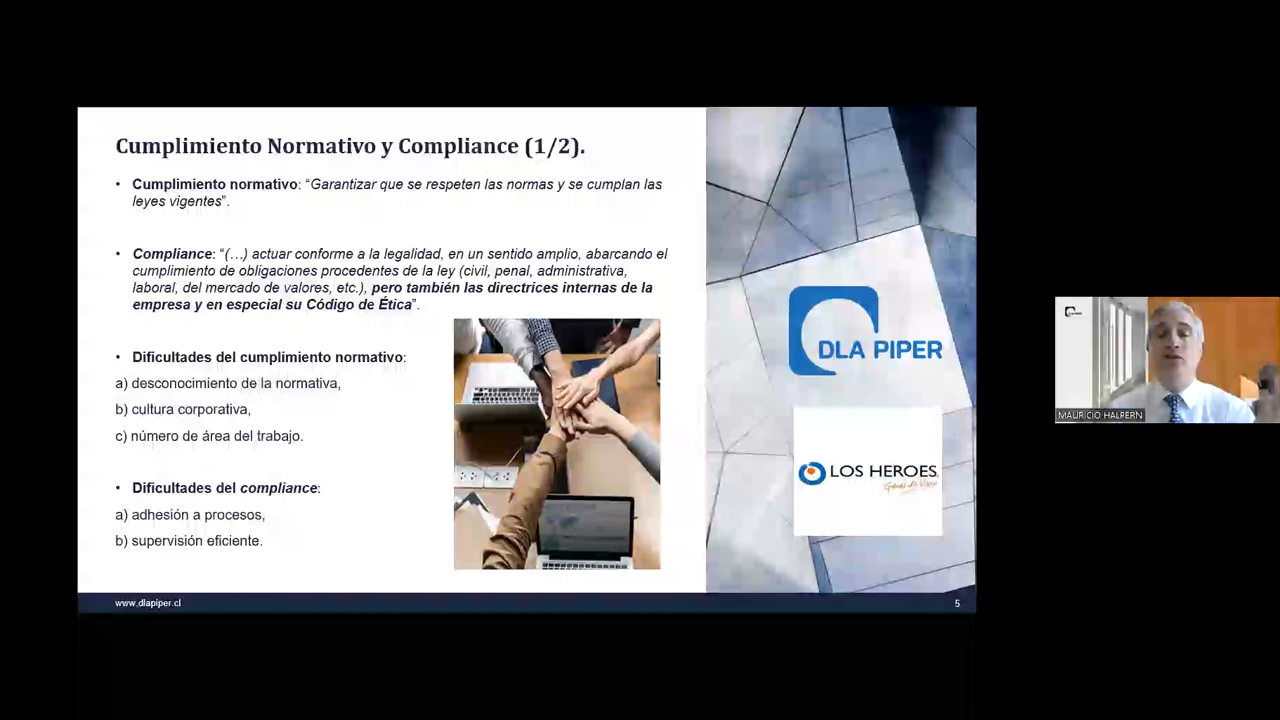 Cumplimiento Normativo y Compliance (1/2).
• Cumplimiento normativo: “Garantizar que se respeten las normas y se cumplan las
leyes vigentes”.
• Compliance: “(…) actuar conforme a la legalidad, en un sentido amplio, abarcando el
cumplimiento de obligaciones procedentes de la ley (civil, penal, administrativa,
laboral, del mercado de valores, etc.), pero también las directrices internas de la
empresa y en especial su Código de Ética”.
• Dificultades del cumplimiento normativo:
a) desconocimiento de la normativa,
b) cultura corporativa,
c) número de área del trabajo.
• Dificultades del compliance:
a) adhesión a procesos,
b) supervisión eficiente.
DLA PIPER
LOS HEROES
www.dlapiper.cl
5
MAURICIO HALPERN